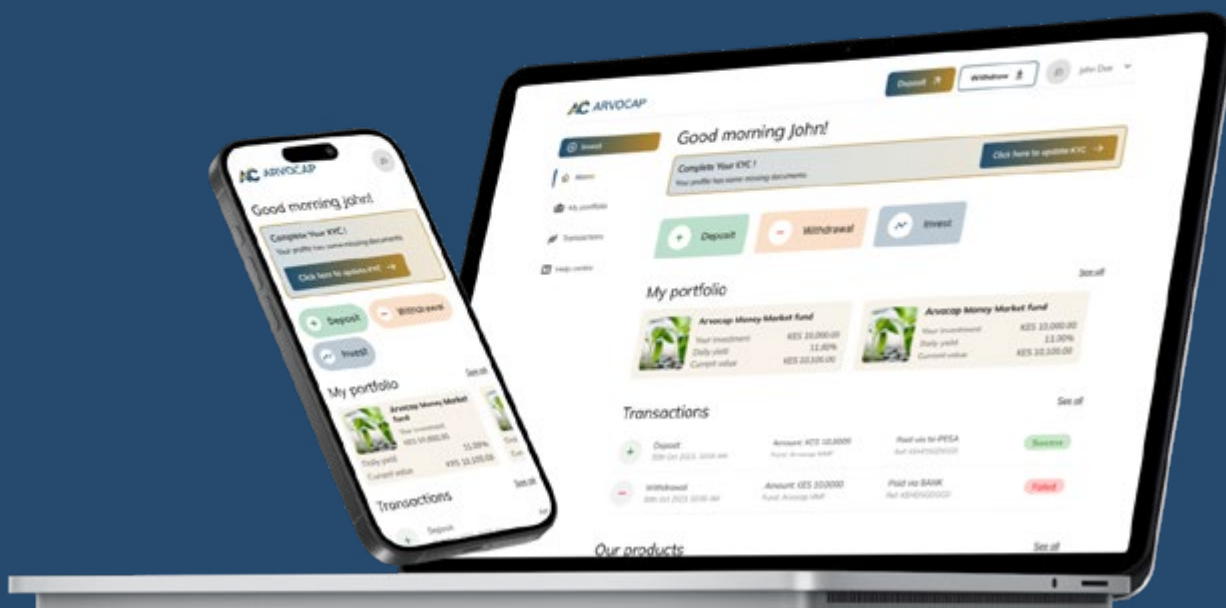 AC ARVOCAP
Good morning john!
Complete Your KYC !
Your profile has some missing documents
Click here to update KYC →
+ Deposit
− Withdrawal
Invest
My portfolio
See all
Arvocap Money Market fund
Your investment
KES 10,000.00
Daily yield 11.00%
Current value KES 10,100.00
Transactions
See all
Deposit
AC ARVOCAP
Deposit
Withdraw
John Doe
Invest
Home
My portfolio
Transactions
Help centre
Good morning John!
Complete Your KYC !
Your profile has some missing documents
Click here to update KYC →
+ Deposit
− Withdrawal
Invest
My portfolio
See all
Arvocap Money Market fund
Your investment KES 10,000.00
Daily yield 11.00%
Current value KES 10,100.00
Arvocap Money Market fund
Your investment KES 10,000.00
Daily yield 11.00%
Current value KES 10,100.00
Transactions
See all
Deposit
Amount: KES 10,0000
Paid via M-PESA
Success
Withdrawal
Amount: KES 10,0000
Paid via BANK
Failed
Our products
See all